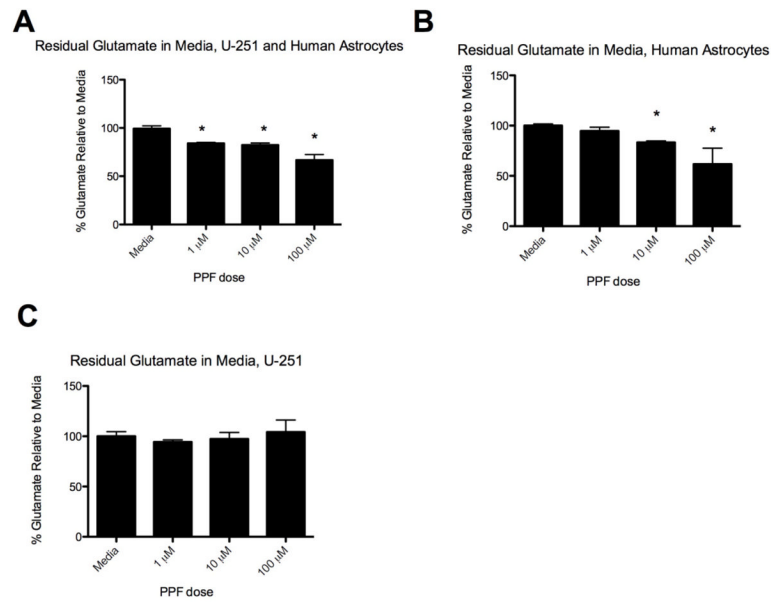 A
Residual Glutamate in Media, U-251 and Human Astrocytes
% Glutamate Relative to Media
150
100
50
0
*
*
*
Media
1 µM
10 µM
100 µM
PPF dose
B
Residual Glutamate in Media, Human Astrocytes
% Glutamate Relative to Media
150
100
50
0
*
*
Media
1 µM
10 µM
100 µM
PPF dose
C
Residual Glutamate in Media, U-251
% Glutamate Relative to Media
150
100
50
0
Media
1 µM
10 µM
100 µM
PPF dose